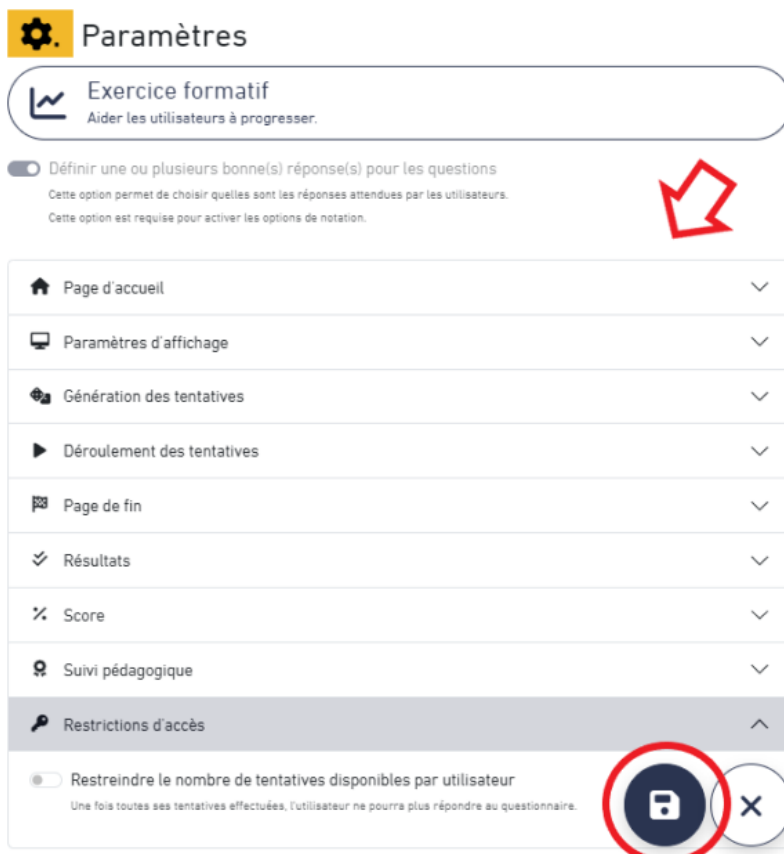 Paramètres
Exercice formatif
Aider les utilisateurs à progresser.
Définir une ou plusieurs bonne(s) réponse(s) pour les questions
Cette option permet de choisir quelles sont les réponses attendues par les utilisateurs.
Cette option est requise pour activer les options de notation.
Page d'accueil
Paramètres d'affichage
Génération des tentatives
Déroulement des tentatives
Page de fin
Résultats
Score
Suivi pédagogique
Restrictions d'accès
Restreindre le nombre de tentatives disponibles par utilisateur
Une fois toutes ses tentatives effectuées, l'utilisateur ne pourra plus répondre au questionnaire.